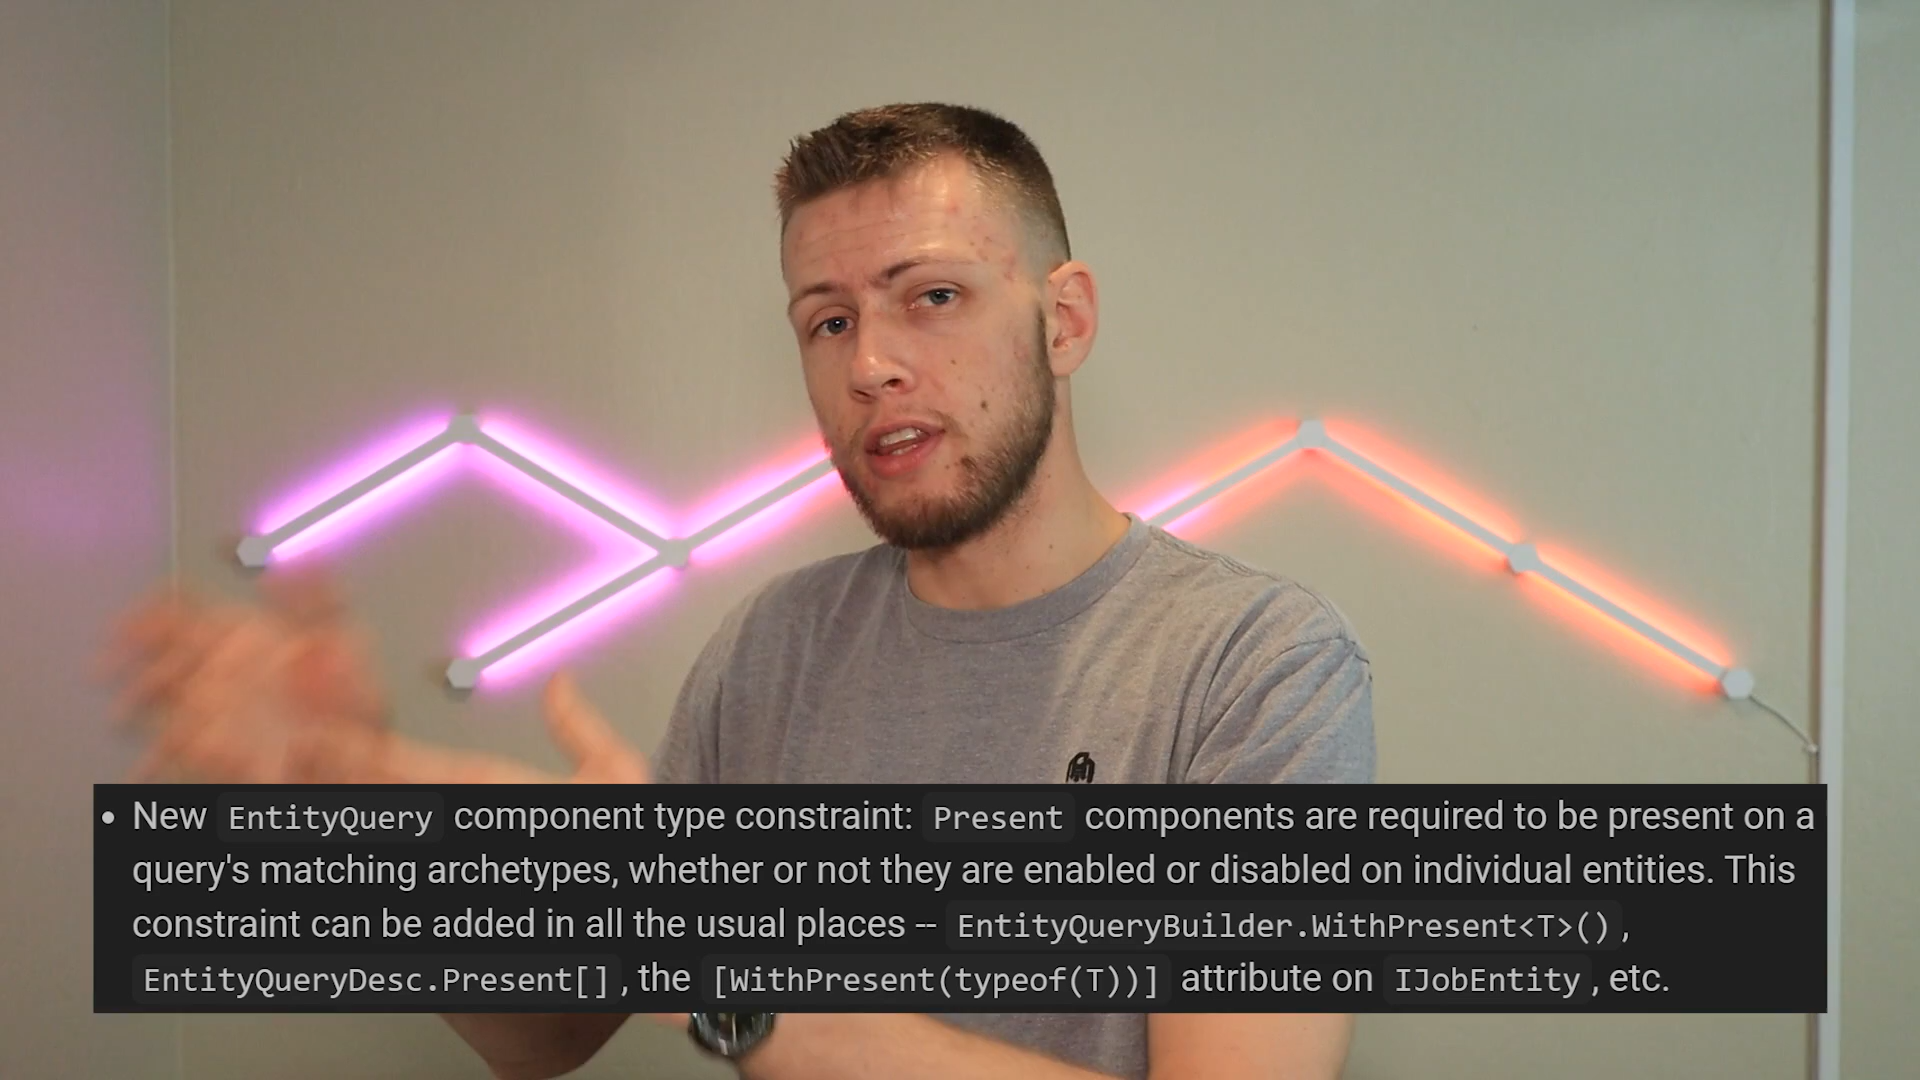 • New EntityQuery component type constraint: Present components are required to be present on a
query's matching archetypes, whether or not they are enabled or disabled on individual entities. This
constraint can be added in all the usual places -- EntityQueryBuilder.WithPresent<T>(),
EntityQueryDesc.Present[], the [WithPresent(typeof(T))] attribute on IJobEntity, etc.